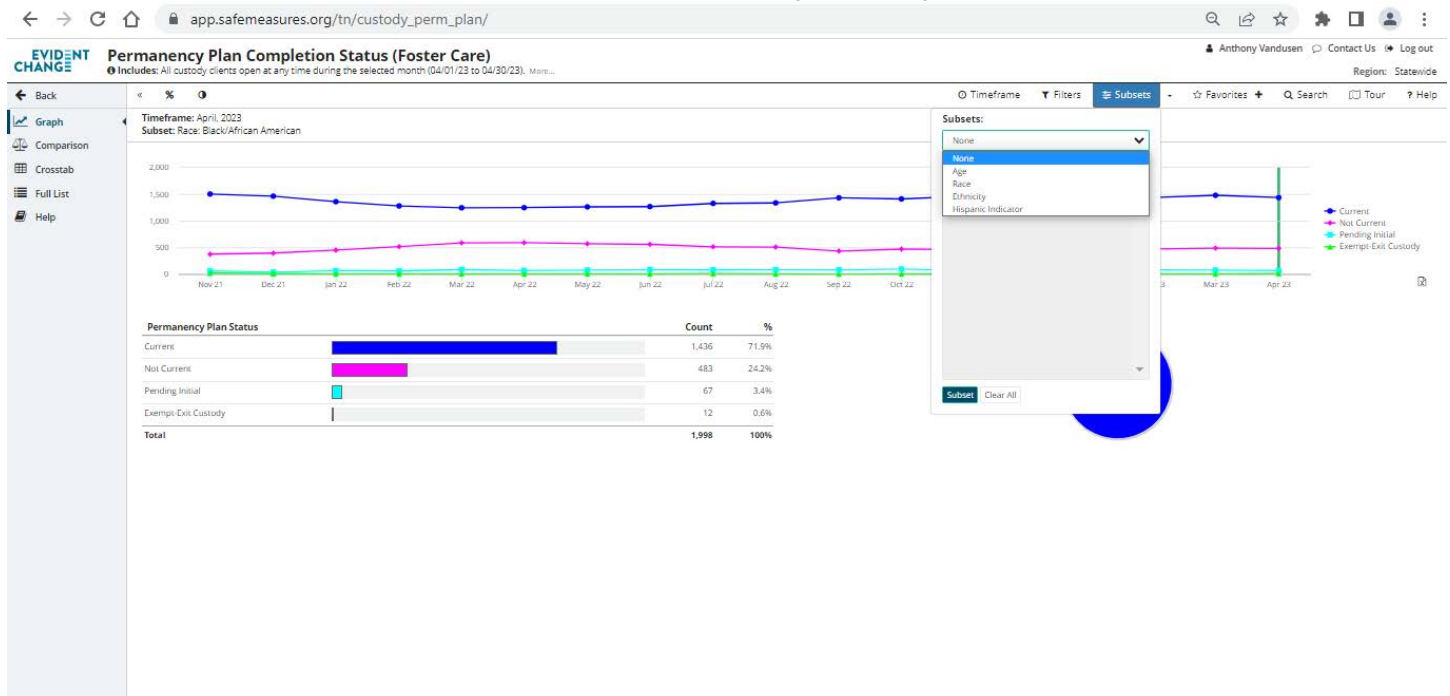 app.safemeasures.org/tn/custody_perm_plan/
EVIDENT CHANGE
Permanency Plan Completion Status (Foster Care)
Includes: All custody clients open at any time during the selected month (04/01/23 to 04/30/23). More...
Anthony Vandusen Contact Us Log out
Region: Statewide
Back
« %
Timeframe Filters Subsets Favorites + Search Tour ? Help
Graph
Comparison
Crosstab
Full List
Help
Timeframe: April, 2023
Subset: Race: Black/African American
Subsets:
None
None
Age
Race
Ethnicity
Hispanic Indicator
Subset Clear All
2,000
1,500
1,000
500
0
Nov 21 Dec 21 Jan 22 Feb 22 Mar 22 Apr 22 May 22 Jun 22 Jul 22 Aug 22 Sep 22 Oct 22 3 Mar 23 Apr 23
Current
Not Current
Pending Initial
Exempt-Exit Custody
Permanency Plan Status Count %
Current 1,436 71.9%
Not Current 483 24.2%
Pending Initial 67 3.4%
Exempt-Exit Custody 12 0.6%
Total 1,998 100%